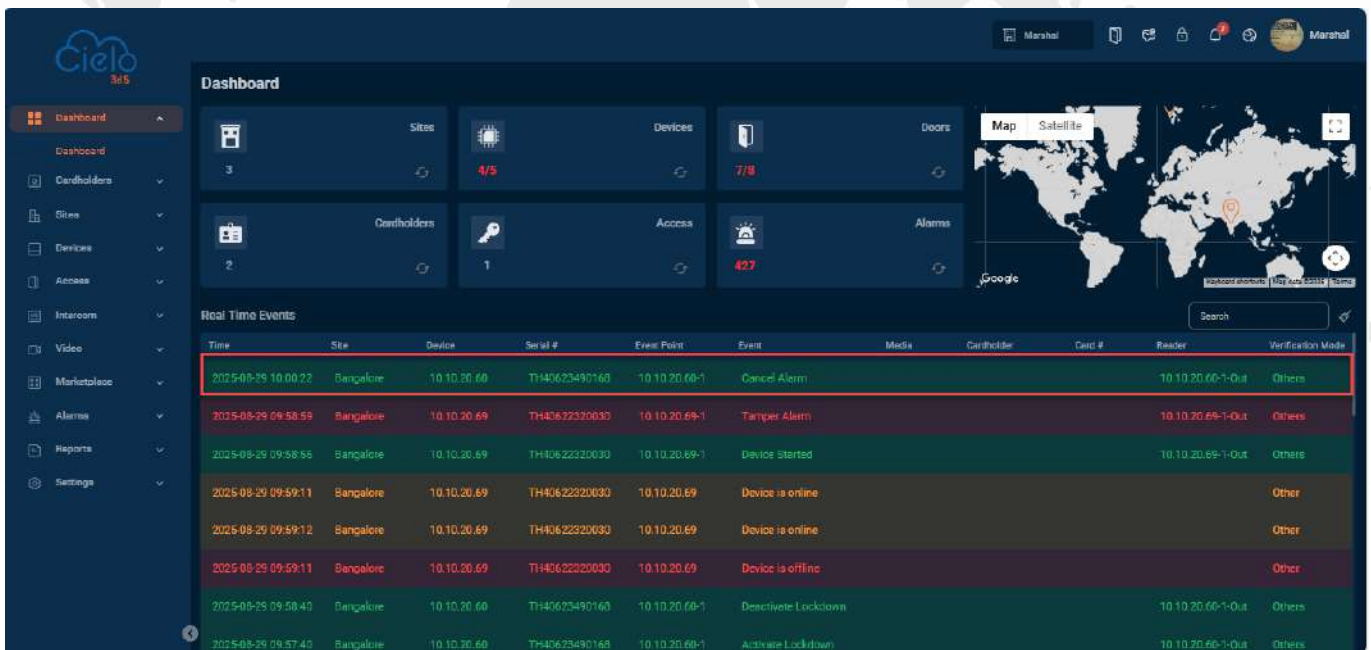 Cielo
365
Marshal
2
Marshal
Dashboard
Dashboard
Dashboard
Cardholders
Sites
Devices
Access
Intercom
Video
Marketplace
Alarms
Reports
Settings
Sites
3
Devices
4/5
Doors
7/8
Cardholders
2
Access
1
Alarms
427
Map Satellite
Google
Keyboard shortcuts Terms
Real Time Events
Search
Time Site Device Serial # Event Point Event Media Cardholder Card # Reader Verification Mode
2025-08-29 10:00:22 Bangalore 10.10.20.60 TH40623490168 10.10.20.60-1 Cancel Alarm 10.10.20.60-1-Out Others
2025-08-29 09:58:59 Bangalore 10.10.20.69 TH40622320030 10.10.20.69-1 Tamper Alarm 10.10.20.69-1-Out Others
2025-08-29 09:58:56 Bangalore 10.10.20.69 TH40622320030 10.10.20.69-1 Device Started 10.10.20.69-1-Out Others
2025-08-29 09:59:11 Bangalore 10.10.20.69 TH40622320030 10.10.20.69 Device is online Other
2025-08-29 09:59:12 Bangalore 10.10.20.69 TH40622320030 10.10.20.69 Device is online Other
2025-08-29 09:59:11 Bangalore 10.10.20.69 TH40622320030 10.10.20.69 Device is offline Other
2025-08-29 09:58:40 Bangalore 10.10.20.60 TH40623490168 10.10.20.60-1 Deactivate Lockdown 10.10.20.60-1-Out Others
2025-08-29 09:57:40 Bangalore 10.10.20.60 TH40623490168 10.10.20.60-1 Activate Lockdown 10.10.20.60-1-Out Others